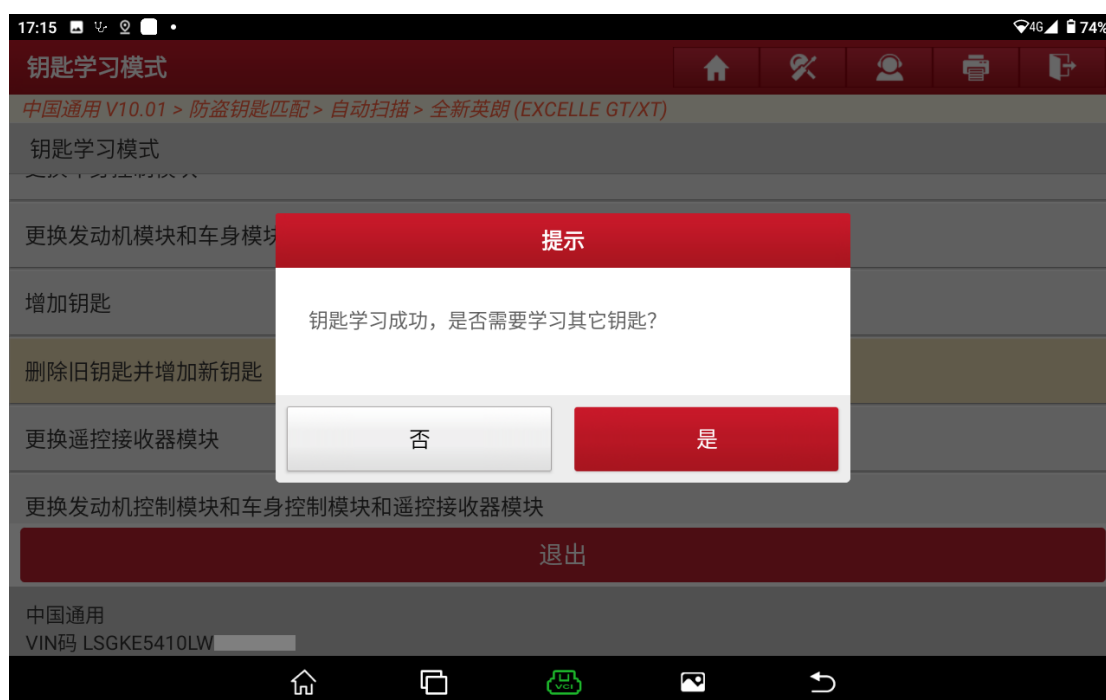 17:15
4G 74%
钥匙学习模式
中国通用 V10.01 > 防盗钥匙匹配 > 自动扫描 > 全新英朗 (EXCELLE GT/XT)
钥匙学习模式
更换发动机模块和车身模块
提示
增加钥匙
钥匙学习成功，是否需要学习其它钥匙？
删除旧钥匙并增加新钥匙
更换遥控接收器模块
否
是
更换发动机控制模块和车身控制模块和遥控接收器模块
退出
中国通用
VIN码 LSGKE5410LW
VCI